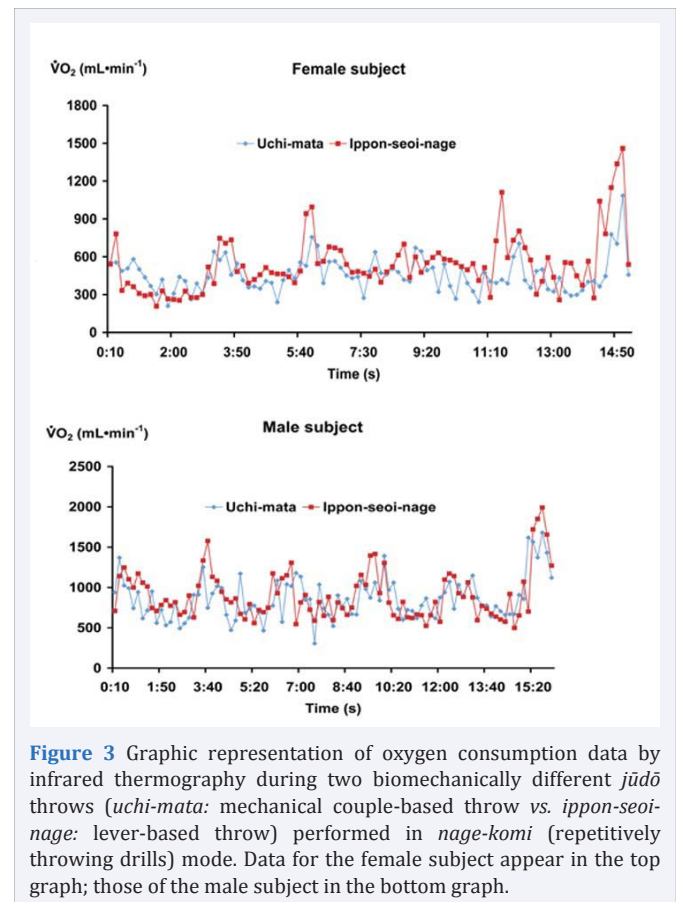 V̇O₂ (mL•min⁻¹)
Female subject
1800
1500
1200
900
600
300
0
Uchi-mata Ippon-seoi-nage
0:10 2:00 3:50 5:40 7:30 9:20 11:10 13:00 14:50
Time (s)
V̇O₂ (mL•min⁻¹)
Male subject
2500
2000
1500
1000
500
0
Uchi-mata Ippon-seoi-nage
0:10 1:50 3:40 5:20 7:00 8:40 10:20 12:00 13:40 15:20
Time (s)
Figure 3 Graphic representation of oxygen consumption data by
infrared thermography during two biomechanically different jūdō
throws (uchi-mata: mechanical couple-based throw vs. ippon-seoi-
nage: lever-based throw) performed in nage-komi (repetitively
throwing drills) mode. Data for the female subject appear in the top
graph; those of the male subject in the bottom graph.